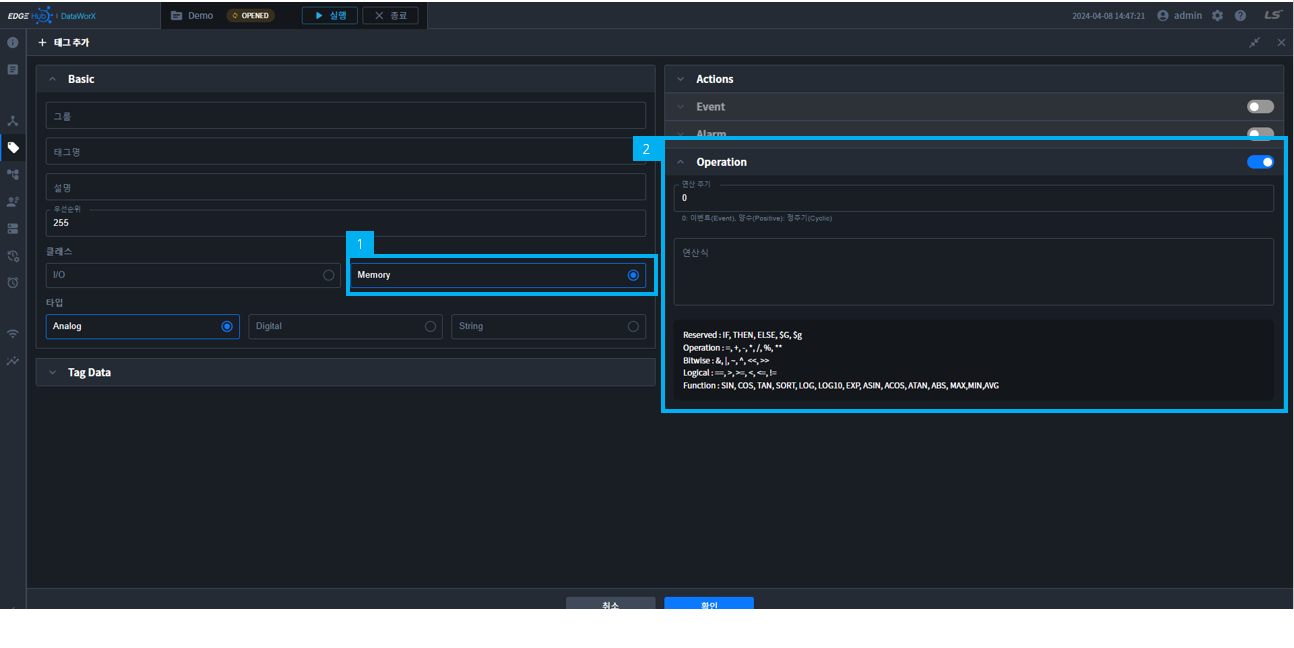 EDGE Hub | DataWorX
Demo
OPENED
실행
종료
2024-04-08 14:47:21
admin
LS
태그 추가
Basic
그룹
태그명
설명
우선순위
255
클래스
I/O
1
Memory
타입
Analog
Digital
String
Tag Data
Actions
Event
Alarm
2
Operation
연산 주기
0
0: 이벤트(Event), 양수(Positive): 정주기(Cyclic)
연산식
Reserved : IF, THEN, ELSE, $G, $g
Operation : =, +, -, *, /, %, **
Bitwise : &, |, ~, ^, <<, >>
Logical : ==, >, >=, <, <=, !=
Function : SIN, COS, TAN, SORT, LOG, LOG10, EXP, ASIN, ACOS, ATAN, ABS, MAX,MIN,AVG
취소
확인